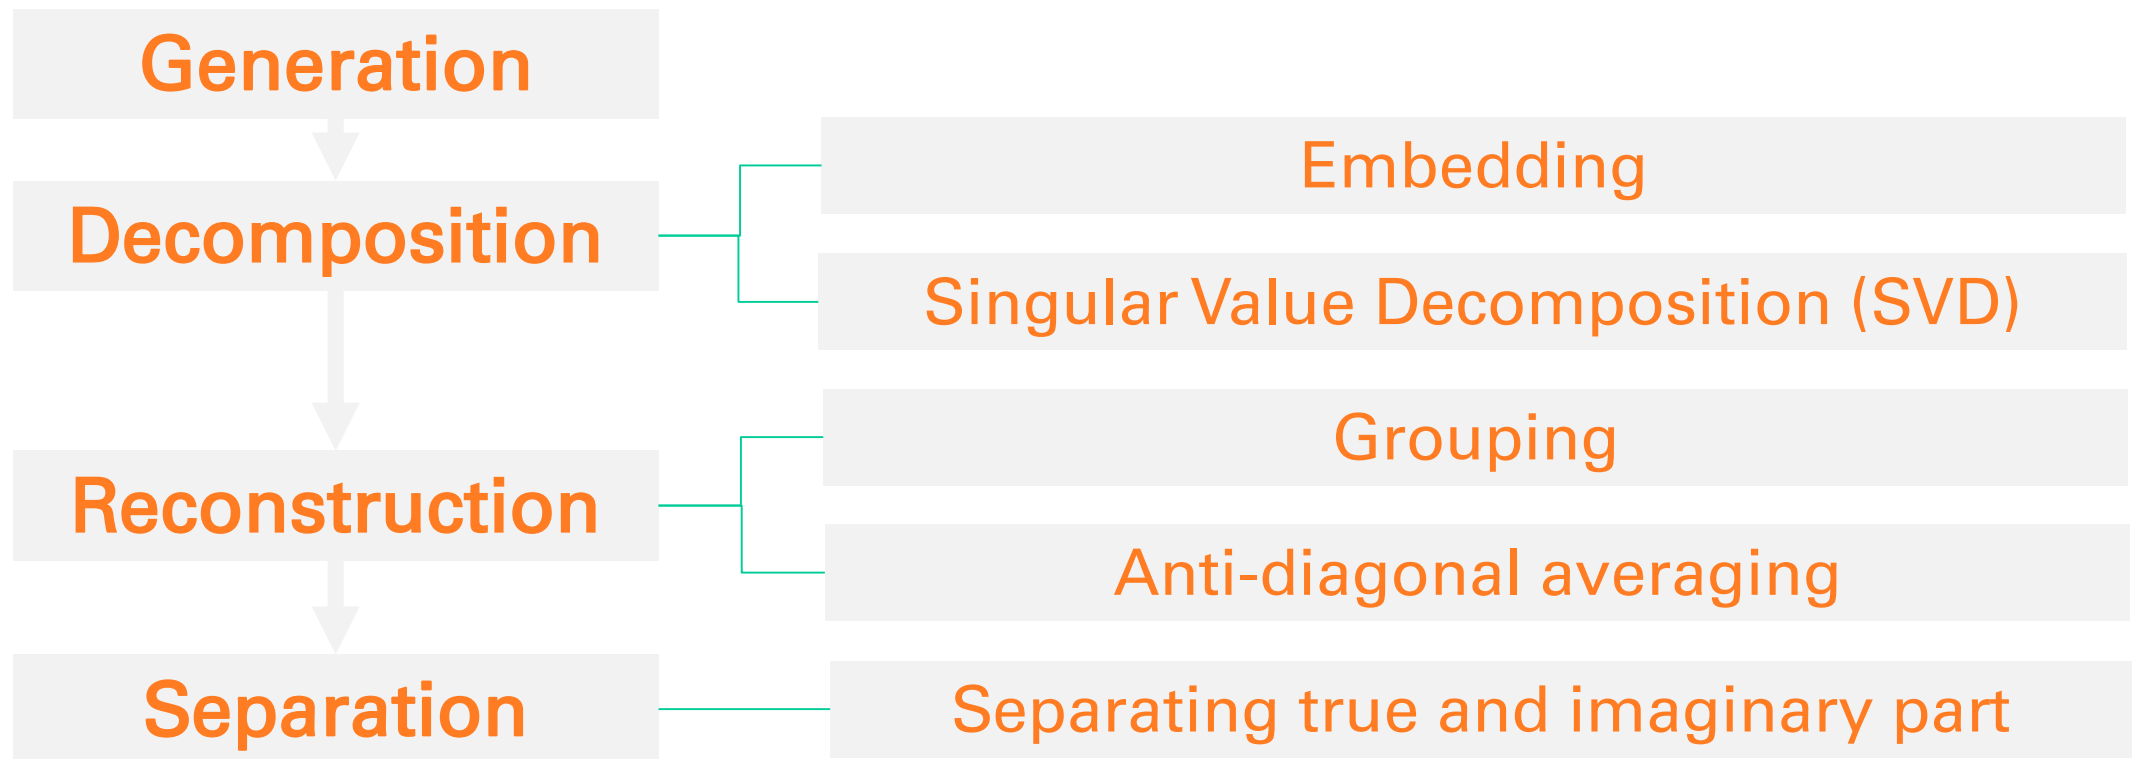 Generation
Embedding
Decomposition
Singular Value Decomposition (SVD)
Grouping
Reconstruction
Anti-diagonal averaging
Separation
Separating true and imaginary part